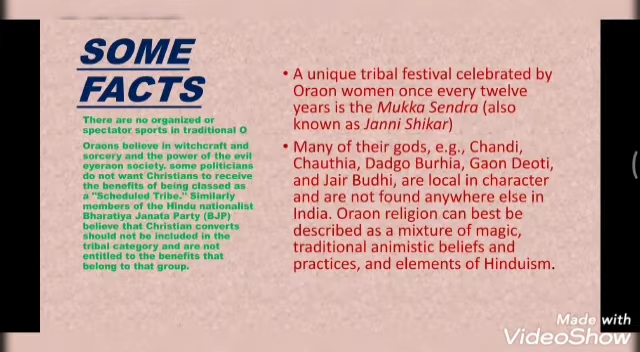 SOME
FACTS
There are no organized or
spectator sports in traditional O
Oraons believe in witchcraft and
sorcery and the power of the evil
eyeraon society. some politicians
do not want Christians to receive
the benefits of being classed as
a "Scheduled Tribe." Similarly
members of the Hindu nationalist
Bharatiya Janata Party (BJP)
believe that Christian converts
should not be included in the
tribal category and are not
entitled to the benefits that
belong to that group.
• A unique tribal festival celebrated by
Oraon women once every twelve
years is the Mukka Sendra (also
known as Janni Shikar)
• Many of their gods, e.g., Chandi,
Chauthia, Dadgo Burhia, Gaon Deoti,
and Jair Budhi, are local in character
and are not found anywhere else in
India. Oraon religion can best be
described as a mixture of magic,
traditional animistic beliefs and
practices, and elements of Hinduism.
Made with
VideoShow